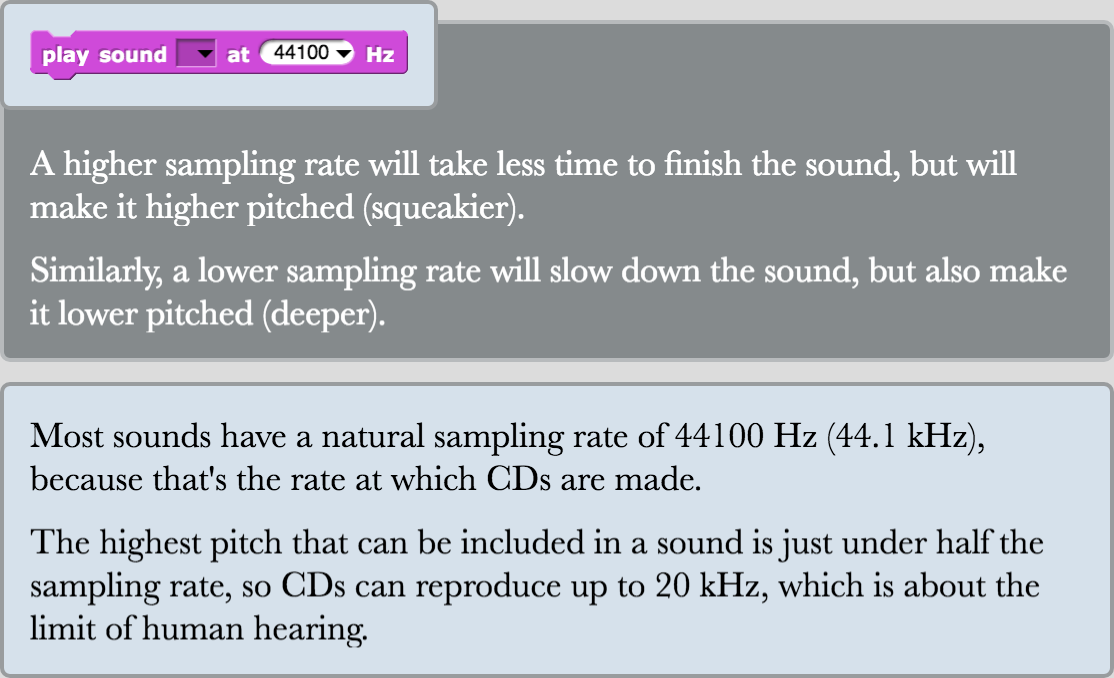 play sound at 44100 Hz
A higher sampling rate will take less time to finish the sound, but will
make it higher pitched (squeakier).
Similarly, a lower sampling rate will slow down the sound, but also make
it lower pitched (deeper).
Most sounds have a natural sampling rate of 44100 Hz (44.1 kHz),
because that's the rate at which CDs are made.
The highest pitch that can be included in a sound is just under half the
sampling rate, so CDs can reproduce up to 20 kHz, which is about the
limit of human hearing.